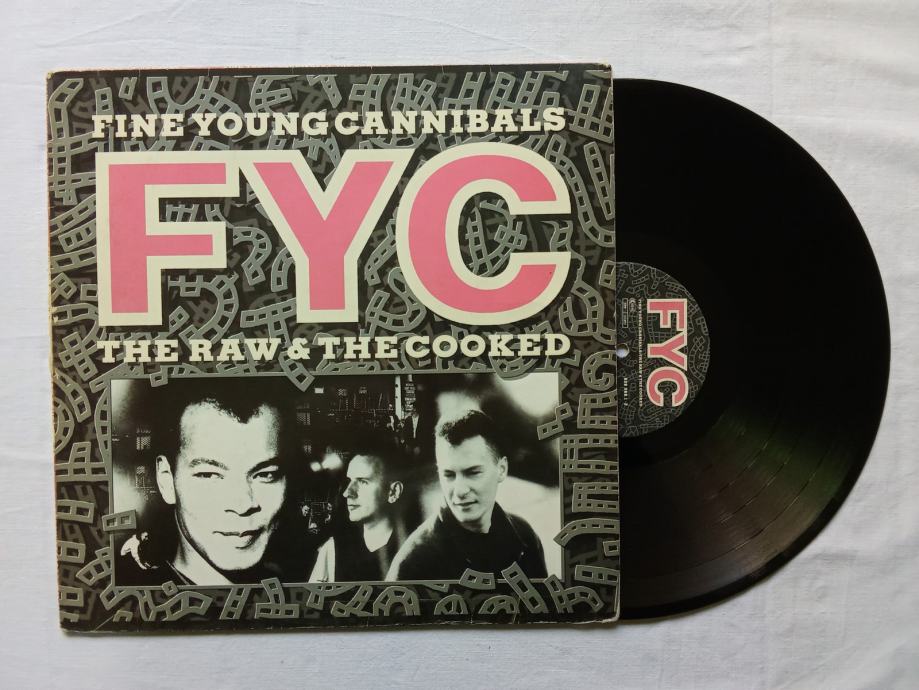 FINE YOUNG CANNIBALS
FYC
THE RAW & THE COOKED
FYC